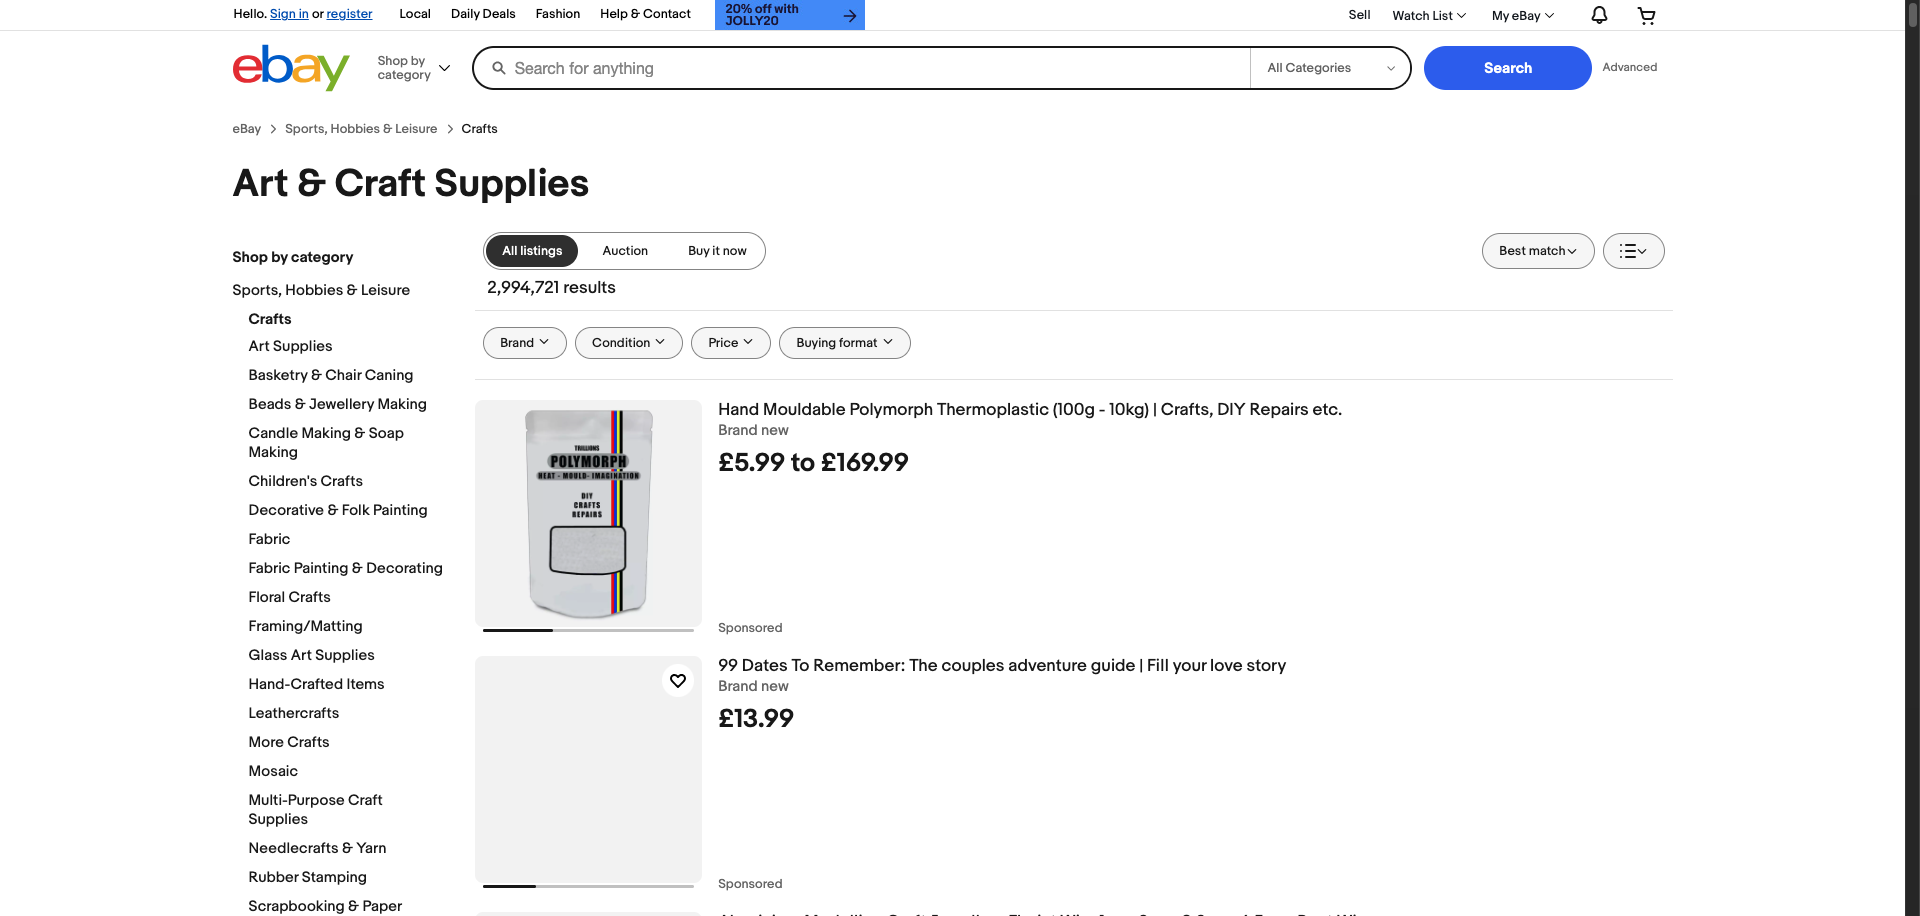 Hello. Sign in or register
Local
Daily Deals
Fashion
Help & Contact
20% off with
JOLLY20
Sell
Watch List
My eBay
ebay
Shop by
category
Search for anything
All Categories
Search
Advanced
eBay
Sports, Hobbies & Leisure
Crafts
Art & Craft Supplies
Shop by category
Sports, Hobbies & Leisure
Crafts
Art Supplies
Basketry & Chair Caning
Beads & Jewellery Making
Candle Making & Soap
Making
Children's Crafts
Decorative & Folk Painting
Fabric
Fabric Painting & Decorating
Floral Crafts
Framing/Matting
Glass Art Supplies
Hand-Crafted Items
Leathercrafts
More Crafts
Mosaic
Multi-Purpose Craft
Supplies
Needlecrafts & Yarn
Rubber Stamping
Scrapbooking & Paper
All listings
Auction
Buy it now
Best match
2,994,721 results
Brand
Condition
Price
Buying format
TRILLIONS
POLYMORPH
HEAT - MOULD- IMAGINATION
DIY
CRAFTS
REPAIRS
Hand Mouldable Polymorph Thermoplastic (100g - 10kg) | Crafts, DIY Repairs etc.
Brand new
£5.99 to £169.99
Sponsored
99 Dates To Remember: The couples adventure guide | Fill your love story
Brand new
£13.99
Sponsored